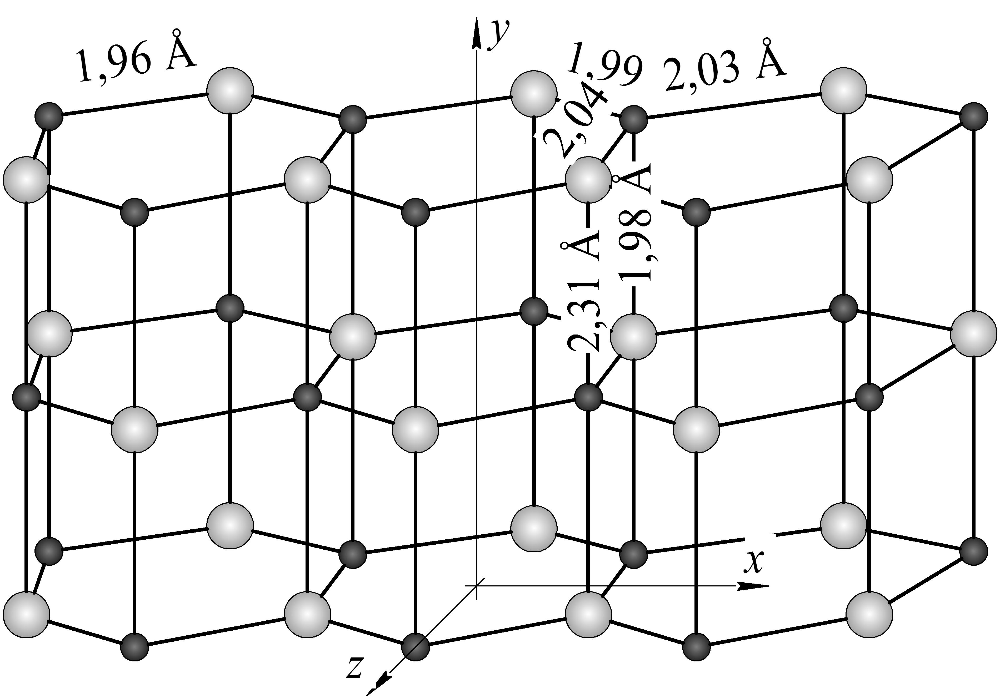 y
1,96 Å
1,99
2,03 Å
2,04
1,98 Å
2,31 Å
x
z